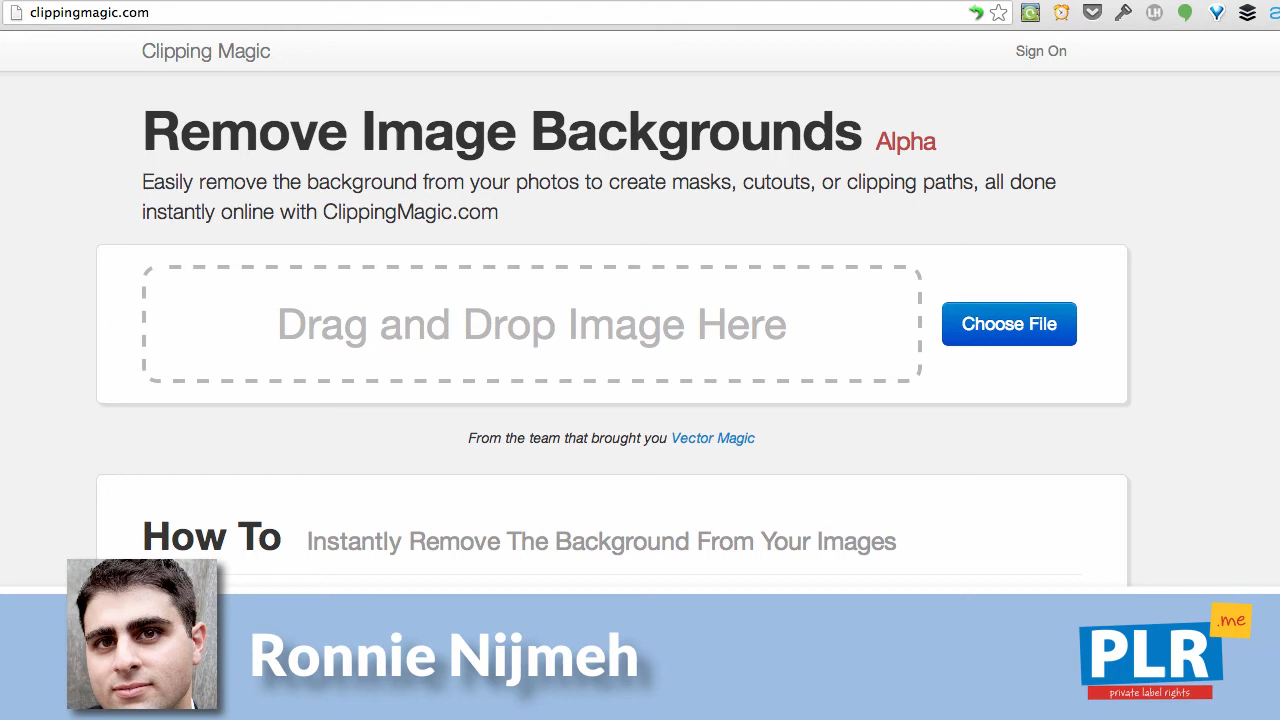 clippingmagic.com
Clipping Magic
Sign On
Remove Image Backgrounds Alpha
Easily remove the background from your photos to create masks, cutouts, or clipping paths, all done
instantly online with ClippingMagic.com
Drag and Drop Image Here
Choose File
From the team that brought you Vector Magic
How To Instantly Remove The Background From Your Images
Ronnie Nijmeh
.me
PLR
private label rights